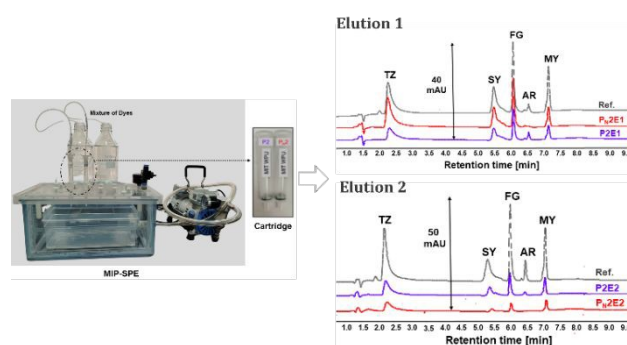 Elution 1
FG
TZ
SY
MY
AR
40
mAU
Ref.
PN2E1
P2E1
1.0 1.5 2.0 2.5 3.0 3.5 4.0 4.5 5.0 5.5 6.0 6.5 7.0 7.5 8.0 8.5 9.0
Retention time [min]
Mixture of Dyes
P2
PN2
Cartridge
MIP-SPE
Elution 2
FG
TZ
SY
AR
MY
50
mAU
Ref.
P2E2
PN2E2
1.0 1.5 2.0 2.5 3.0 3.5 4.0 4.5 5.0 5.5 6.0 6.5 7.0 7.5 8.0 8.5 9.
Retention time [min]